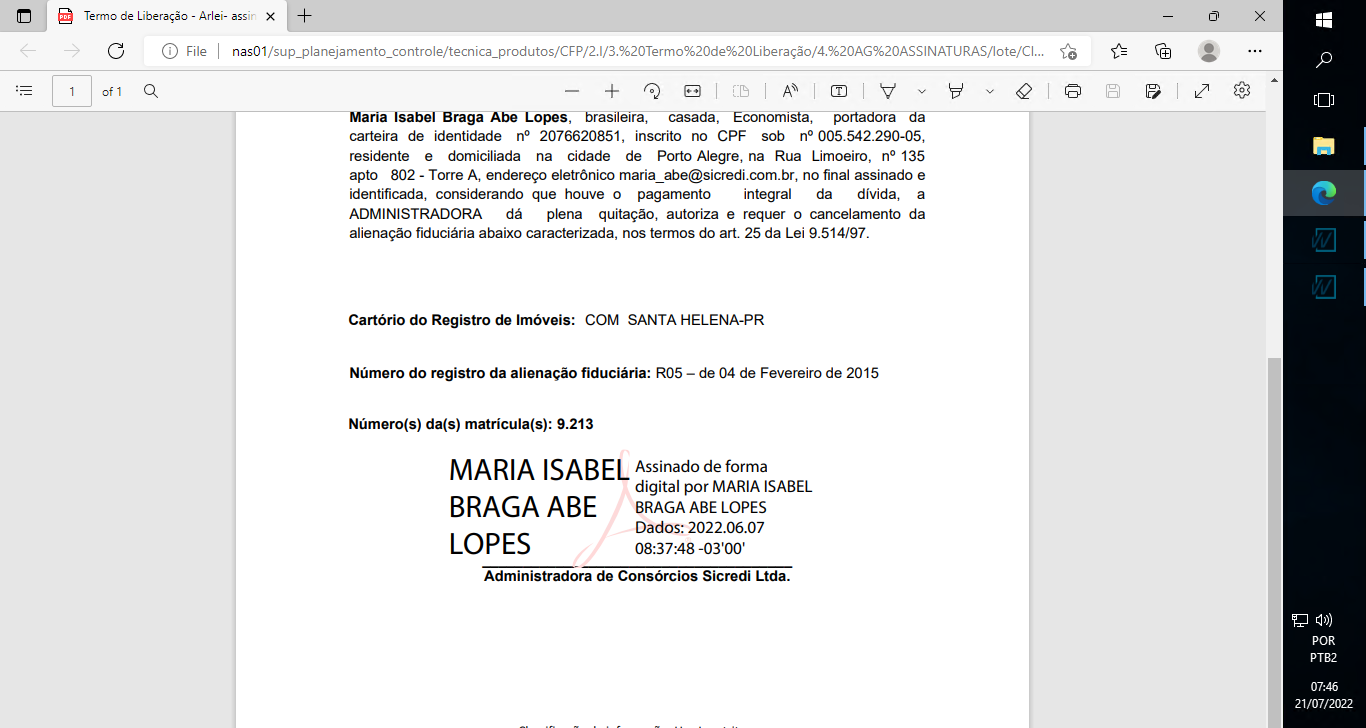 Termo de Liberação - Arlei- assin
File
nas01/sup_planejamento_controle/tecnica_produtos/CFP/2.I/3.%20Termo%20de%20Liberação/4.%20AG%20ASSINATURAS/lote/Cl...
1 of 1
Maria Isabel Braga Abe Lopes, brasileira, casada, Economista, portadora da
carteira de identidade nº 2076620851, inscrito no CPF sob nº 005.542.290-05,
residente e domiciliada na cidade de Porto Alegre, na Rua Limoeiro, nº 135
apto 802 - Torre A, endereço eletrônico maria_abe@sicredi.com.br, no final assinado e
identificada, considerando que houve o pagamento integral da dívida, a
ADMINISTRADORA dá plena quitação, autoriza e requer o cancelamento da
alienação fiduciária abaixo caracterizada, nos termos do art. 25 da Lei 9.514/97.
Cartório do Registro de Imóveis: COM SANTA HELENA-PR
Número do registro da alienação fiduciária: R05 – de 04 de Fevereiro de 2015
Número(s) da(s) matrícula(s): 9.213
MARIA ISABEL
BRAGA ABE
LOPES
Assinado de forma
digital por MARIA ISABEL
BRAGA ABE LOPES
Dados: 2022.06.07
08:37:48 -03'00'
Administradora de Consórcios Sicredi Ltda.
POR
PTB2
07:46
21/07/2022